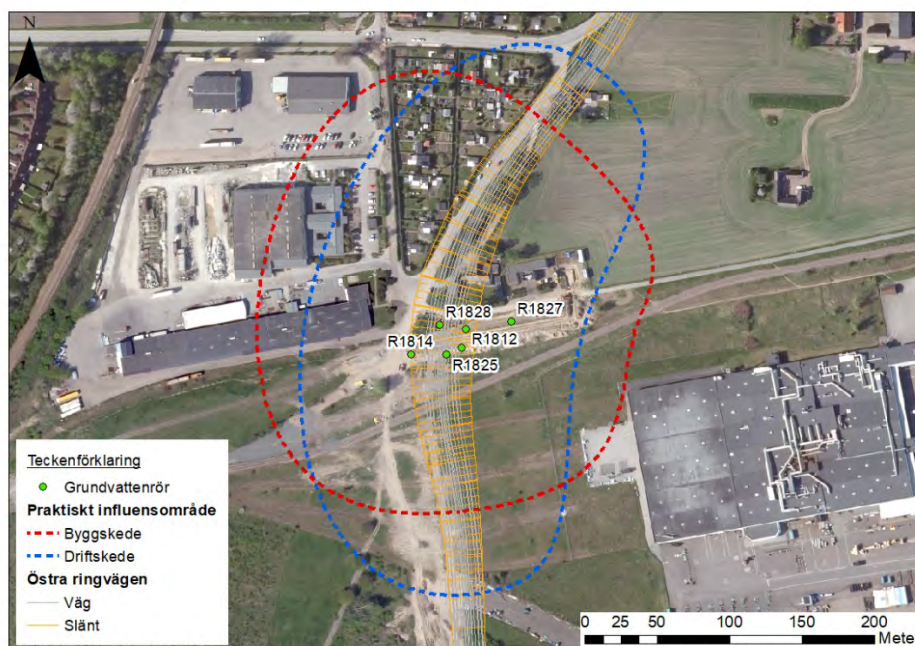 N
R1828
R1827
R1814
R1812
R1825
Teckenförklaring
Grundvattenrör
Praktiskt influensområde
Byggskede
Driftskede
Östra ringvägen
Väg
Slänt
0 25 50 100 150 200
Mete